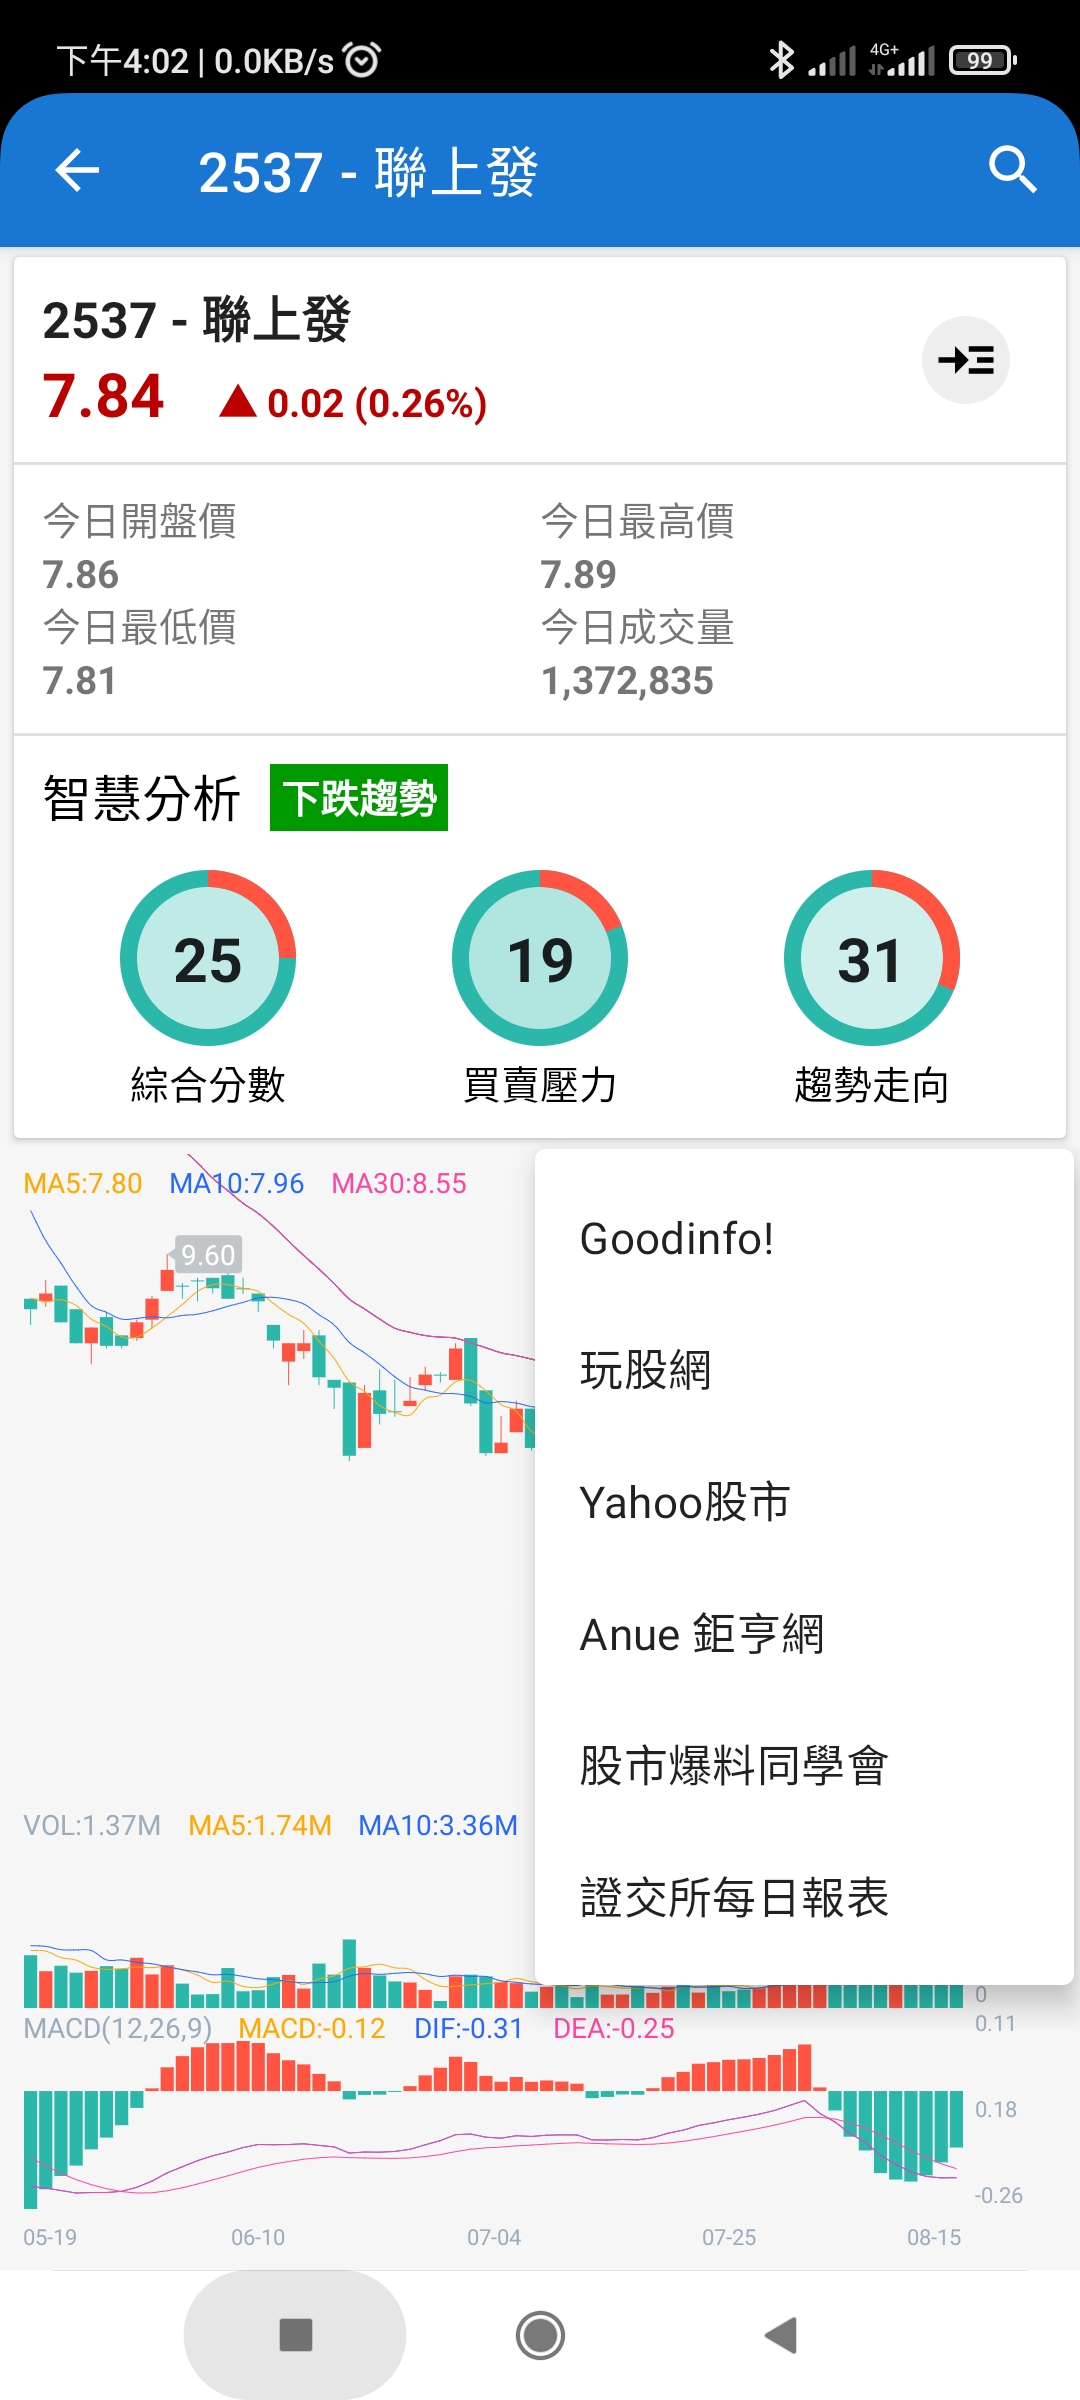 下午4:02 | 0.0KB/s
4G+
99
2537 - 聯上發
2537 - 聯上發
7.84 ▲ 0.02 (0.26%)
今日開盤價 今日最高價
7.86 7.89
今日最低價 今日成交量
7.81 1,372,835
智慧分析 下跌趨勢
25 19 31
綜合分數 買賣壓力 趨勢走向
MA5:7.80 MA10:7.96 MA30:8.55
9.60
Goodinfo!
玩股網
Yahoo股市
Anue 鉅亨網
股市爆料同學會
證交所每日報表
VOL:1.37M MA5:1.74M MA10:3.36M
0
MACD(12,26,9) MACD:-0.12 DIF:-0.31 DEA:-0.25
0.11
0.18
-0.26
05-19 06-10 07-04 07-25 08-15